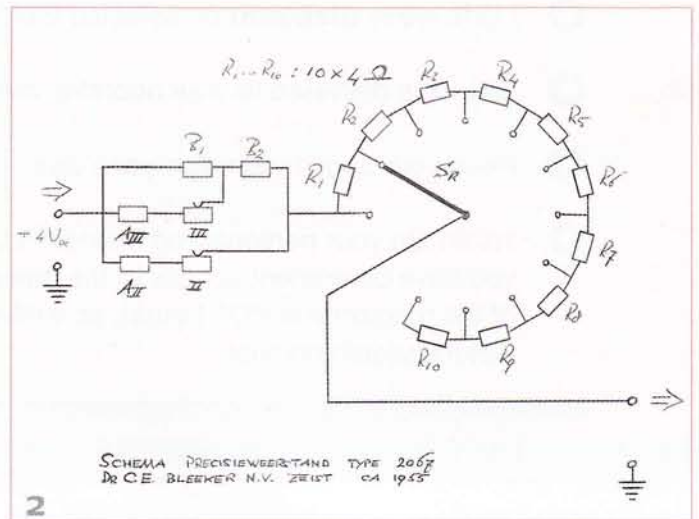 R1...R10 : 10 x 4 Ω
R1
R2
R3
R4
R5
R6
R7
R8
R9
R10
SR
B1
B2
AIII
III
AII
II
+ 4VDC
SCHEMA PRECISIEWEERSTAND TYPE 2067
DR C.E. BLEEKER N.V. ZEIST CA 1955
2